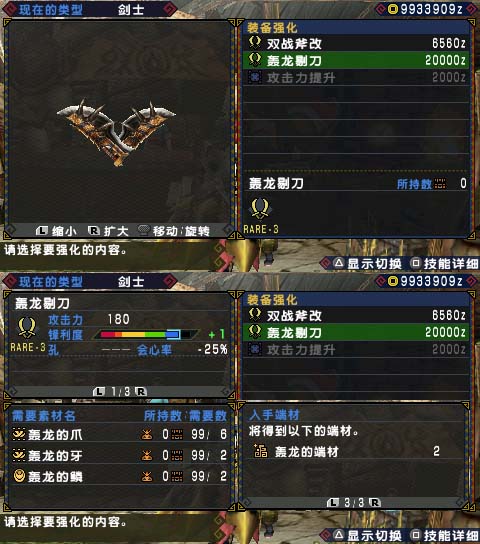 现在的类型 剑士
9933909z
装备强化
双战斧改 6560z
轰龙剔刀 20000z
攻击力提升 2000z
轰龙剔刀 所持数 0
RARE-3
L 缩小 R 扩大 移动:旋转
请选择要强化的内容。
△显示切换 □技能详细
现在的类型 剑士
9933909z
轰龙剔刀
攻击力 180
锋利度 +1
RARE-3
孔 --- 会心率 -25%
L 1/3 R
装备强化
双战斧改 6560z
轰龙剔刀 20000z
攻击力提升 2000z
需要素材名 所持数:需要数
轰龙的爪 0 99/ 6
轰龙的牙 0 99/ 2
轰龙的鳞 0 99/ 2
入手端材
将得到以下的端材。
轰龙的端材 2
L 3/3 R
请选择要强化的内容。
△显示切换 □技能详细